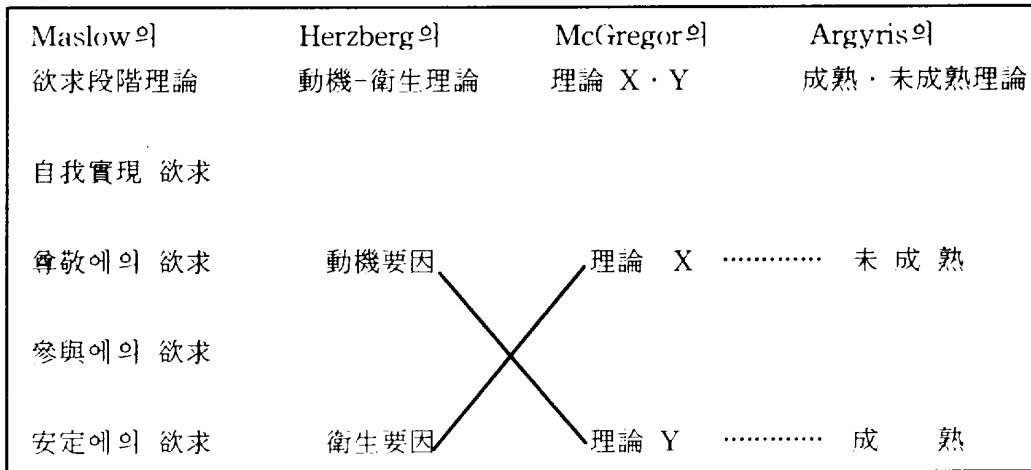 Maslow의 Herzberg의 McGregor의 Argyris의
欲求段階理論 動機-衛生理論 理論 X · Y 成熟 · 未成熟理論
自我實現 欲求
尊敬에의 欲求 動機要因 理論 X ············ 未 成 熟
參與에의 欲求
安定에의 欲求 衛生要因 理論 Y ············ 成 熟